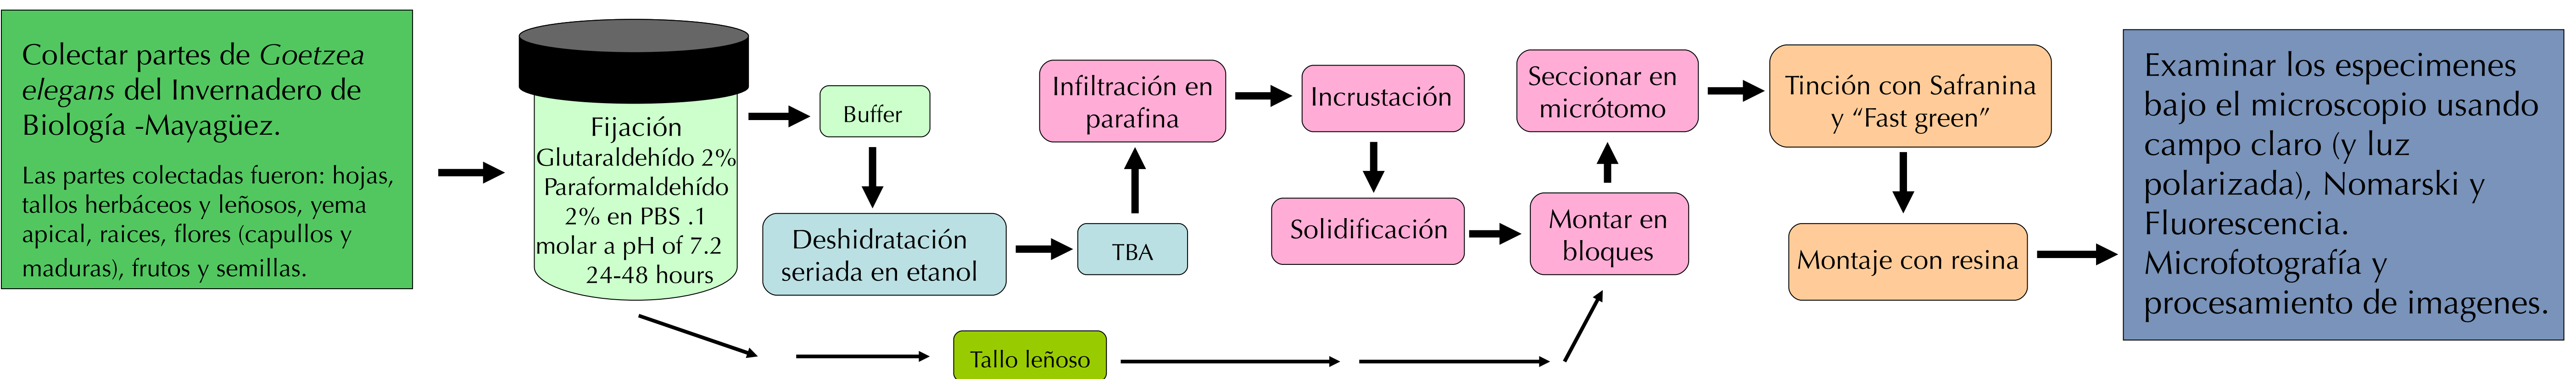 Colectar partes de Goetzea
elegans del Invernadero de
Biología -Mayagüez.
Las partes colectadas fueron: hojas,
tallos herbáceos y leñosos, yema
apical, raices, flores (capullos y
maduras), frutos y semillas.
Fijación
Glutaraldehído 2%
Paraformaldehído
2% en PBS .1
molar a pH of 7.2
24-48 hours
Buffer
Deshidratación
seriada en etanol
TBA
Infiltración en
parafina
Incrustación
Solidificación
Montar en
bloques
Seccionar en
micrótomo
Tinción con Safranina
y “Fast green”
Montaje con resina
Tallo leñoso
Examinar los especimenes
bajo el microscopio usando
campo claro (y luz
polarizada), Nomarski y
Fluorescencia.
Microfotografía y
procesamiento de imagenes.